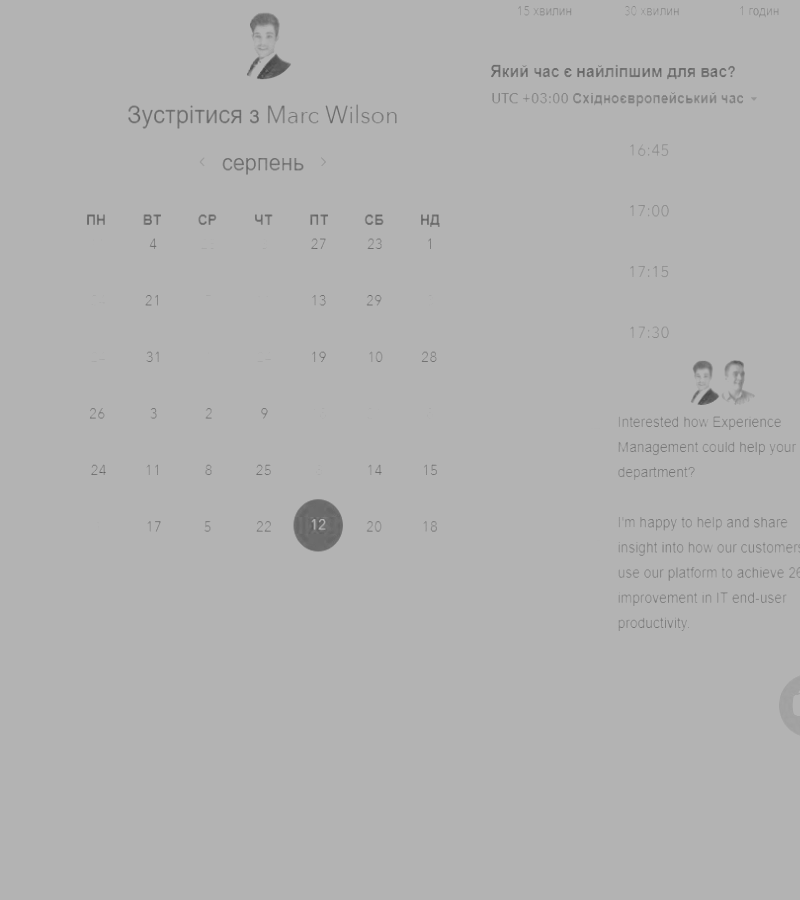 Зустрітися з Marc Wilson
серпень
ПН ВТ СР ЧТ ПТ СБ НД
4 27 23 1
21 13 29
31 19 10 28
26 3 2 9
24 11 8 25 14 15
17 5 22 12 20 18
15 хвилин 30 хвилин 1 годин
Який час є найліпшим для вас?
UTC +03:00 Східноєвропейський час
16:45
17:00
17:15
17:30
Interested how Experience
Management could help your
department?
I'm happy to help and share
insight into how our customers
use our platform to achieve 26
improvement in IT end-user
productivity.